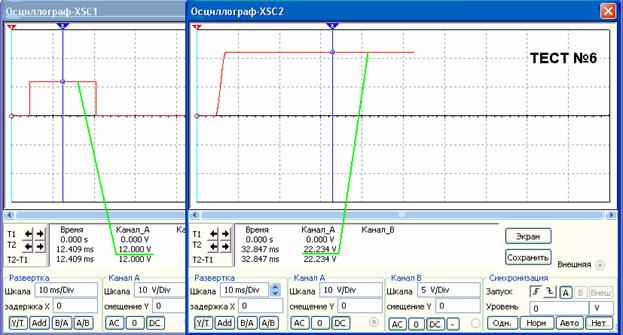 Осциллограф-XSC1
1
2
T1
T2
T2-T1
Время
0.000 s
12.409 ms
12.409 ms
Канал_A
0.000 V
12.000 V
12.000 V
Развертка
Шкала 10 ms/Div
задержка X 0
Y/T Add B/A A/B
Канал A
Шкала 10 V/Div
смещение Y 0
AC 0 DC
Осциллограф-XSC2
1
2
ТЕСТ №6
T1
T2
T2-T1
Время
0.000 s
32.847 ms
32.847 ms
Канал_A
0.000 V
22.234 V
22.234 V
Канал_B
Экран
Сохранить
Внешняя
Развертка
Шкала 10 ms/Div
задержка X 0
Y/T Add B/A A/B
Канал A
Шкала 10 V/Div
смещение Y 0
AC 0 DC
Канал B
Шкала 5 V/Div
смещение Y 0
AC 0 DC -
Синхронизация
Запуск A B Внеш
Уровень 0 V
Одн. Норм Авто Нет